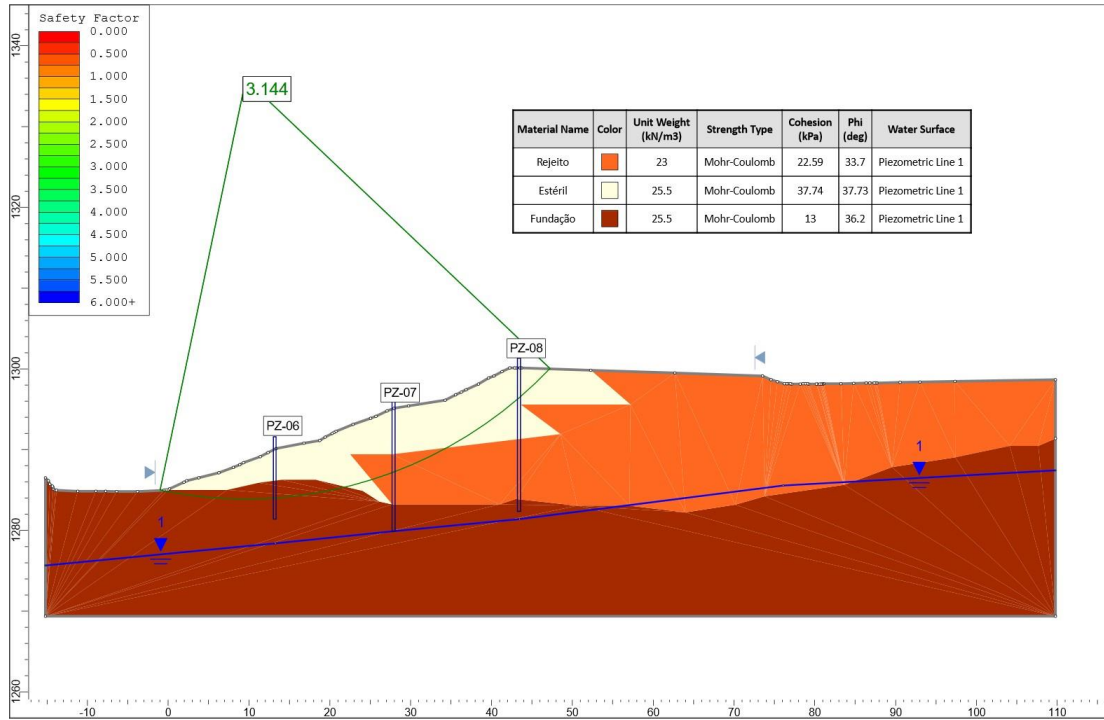 Safety Factor
0.000
0.500
1.000
1.500
2.000
2.500
3.000
3.500
4.000
4.500
5.000
5.500
6.000+
3.144
Material Name Color Unit Weight (kN/m3) Strength Type Cohesion (kPa) Phi (deg) Water Surface
Rejeito 23 Mohr-Coulomb 22.59 33.7 Piezometric Line 1
Estéril 25.5 Mohr-Coulomb 37.74 37.73 Piezometric Line 1
Fundação 25.5 Mohr-Coulomb 13 36.2 Piezometric Line 1
PZ-08
PZ-07
PZ-06
1
1
1340
1320
1300
1280
1260
-10 0 10 20 30 40 50 60 70 80 90 100 110